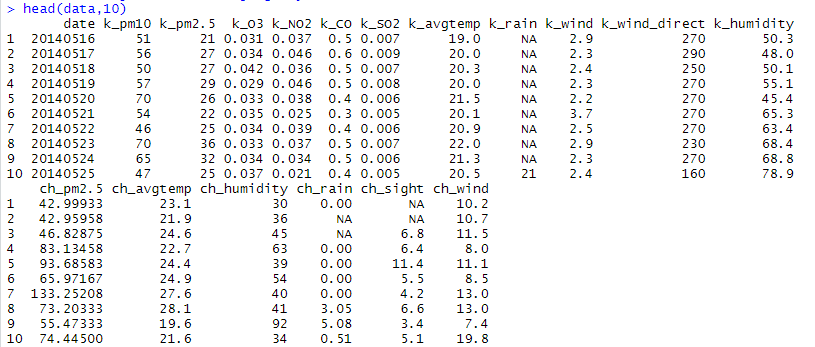 > head(data,10)
date k_pm10 k_pm2.5 k_O3 k_NO2 k_CO k_SO2 k_avgtemp k_rain k_wind k_wind_direct k_humidity
1 20140516 51 21 0.031 0.037 0.5 0.007 19.0 NA 2.9 270 50.3
2 20140517 56 27 0.034 0.046 0.6 0.009 20.0 NA 2.3 290 48.0
3 20140518 50 27 0.042 0.036 0.5 0.007 20.3 NA 2.4 250 50.1
4 20140519 57 29 0.029 0.046 0.5 0.008 20.0 NA 2.3 270 55.1
5 20140520 70 26 0.033 0.038 0.4 0.006 21.5 NA 2.2 270 45.4
6 20140521 54 22 0.035 0.025 0.3 0.005 20.1 NA 3.7 270 65.3
7 20140522 46 25 0.034 0.039 0.4 0.006 20.9 NA 2.5 270 63.4
8 20140523 70 36 0.033 0.037 0.5 0.007 22.0 NA 2.9 230 68.4
9 20140524 65 32 0.034 0.034 0.5 0.006 21.3 NA 2.3 270 68.8
10 20140525 47 25 0.037 0.021 0.4 0.005 20.5 21 2.4 160 78.9
ch_pm2.5 ch_avgtemp ch_humidity ch_rain ch_sight ch_wind
1 42.99933 23.1 30 0.00 NA 10.2
2 42.95958 21.9 36 NA NA 10.7
3 46.82875 24.6 45 NA 6.8 11.5
4 83.13458 22.7 63 0.00 6.4 8.0
5 93.68583 24.4 39 0.00 11.4 11.1
6 65.97167 24.9 54 0.00 5.5 8.5
7 133.25208 27.6 40 0.00 4.2 13.0
8 73.20333 28.1 41 3.05 6.6 13.0
9 55.47333 19.6 92 5.08 3.4 7.4
10 74.44500 21.6 34 0.51 5.1 19.8